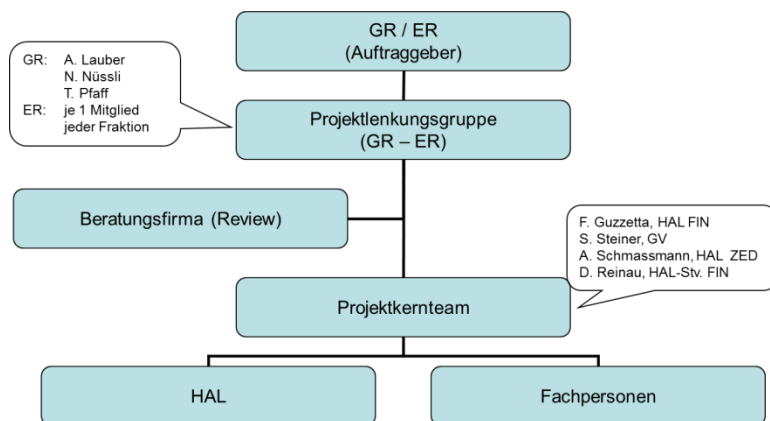 GR / ER
(Auftraggeber)
GR: A. Lauber
N. Nüssli
T. Pfaff
ER: je 1 Mitglied
jeder Fraktion
Projektlenkungsgruppe
(GR – ER)
Beratungsfirma (Review)
F. Guzzetta, HAL FIN
S. Steiner, GV
A. Schmassmann, HAL ZED
D. Reinau, HAL-Stv. FIN
Projektkernteam
HAL
Fachpersonen